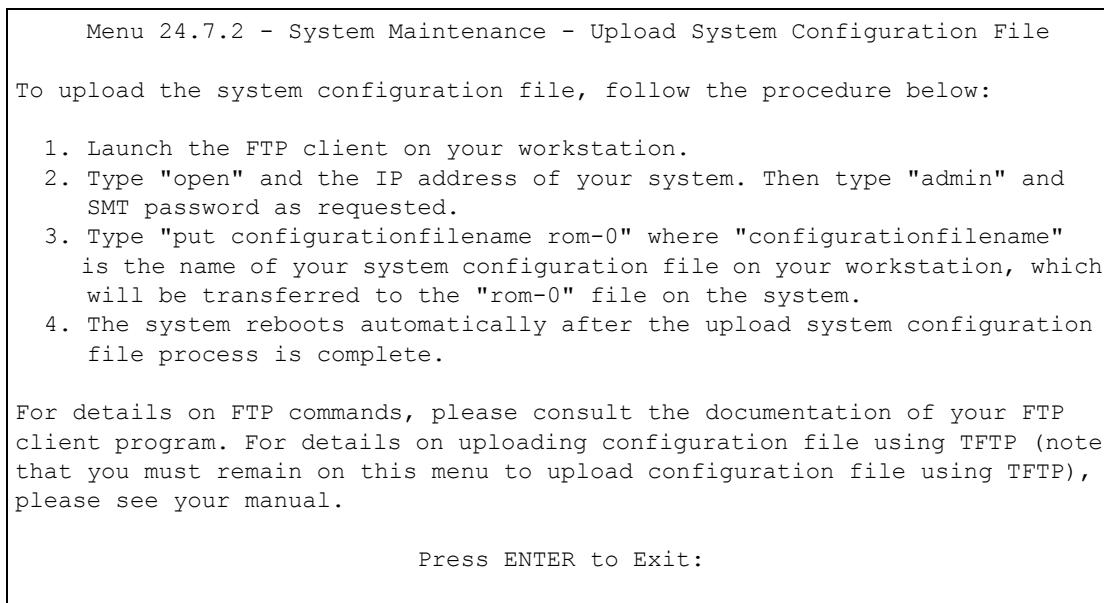 Menu 24.7.2 - System Maintenance - Upload System Configuration File
To upload the system configuration file, follow the procedure below:
1. Launch the FTP client on your workstation.
2. Type "open" and the IP address of your system. Then type "admin" and
SMT password as requested.
3. Type "put configurationfilename rom-0" where "configurationfilename"
is the name of your system configuration file on your workstation, which
will be transferred to the "rom-0" file on the system.
4. The system reboots automatically after the upload system configuration
file process is complete.
For details on FTP commands, please consult the documentation of your FTP
client program. For details on uploading configuration file using TFTP (note
that you must remain on this menu to upload configuration file using TFTP),
please see your manual.
Press ENTER to Exit: